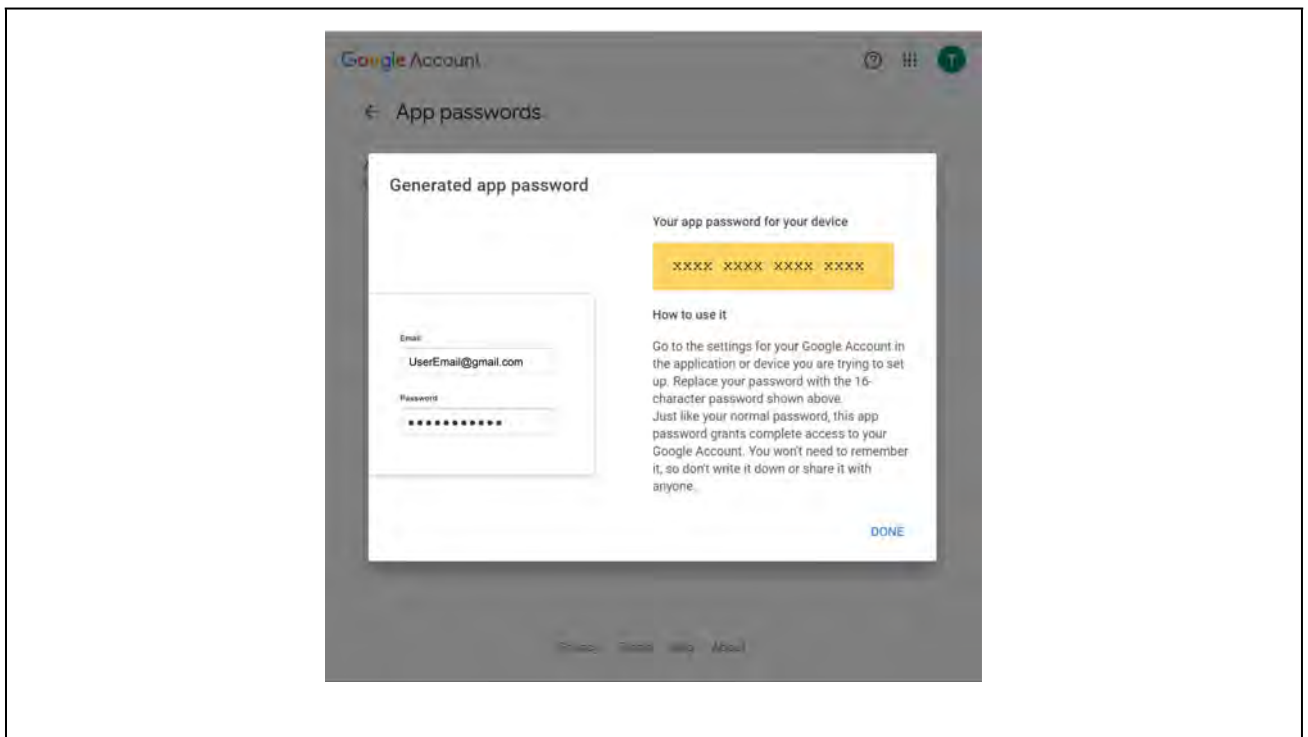 Google Account
T
App passwords
Generated app password
Your app password for your device
xxxx xxxx xxxx xxxx
Email
UserEmail@gmail.com
Password
How to use it
Go to the settings for your Google Account in
the application or device you are trying to set
up. Replace your password with the 16-
character password shown above.
Just like your normal password, this app
password grants complete access to your
Google Account. You won't need to remember
it, so don't write it down or share it with
anyone.
DONE
Privacy Terms Help About